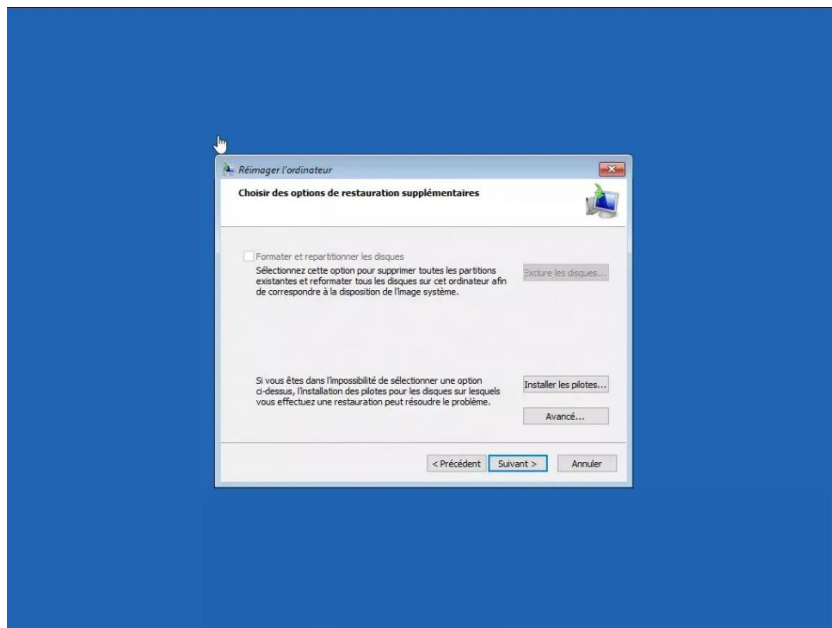 Réimager l'ordinateur
Choisir des options de restauration supplémentaires
Formater et repartitionner les disques
Sélectionnez cette option pour supprimer toutes les partitions
existantes et reformater tous les disques sur cet ordinateur afin
de correspondre à la disposition de l'image système.
Exclure les disques...
Si vous êtes dans l'impossibilité de sélectionner une option
ci-dessus, l'installation des pilotes pour les disques sur lesquels
vous effectuez une restauration peut résoudre le problème.
Installer les pilotes...
Avancé...
< Précédent
Suivant >
Annuler